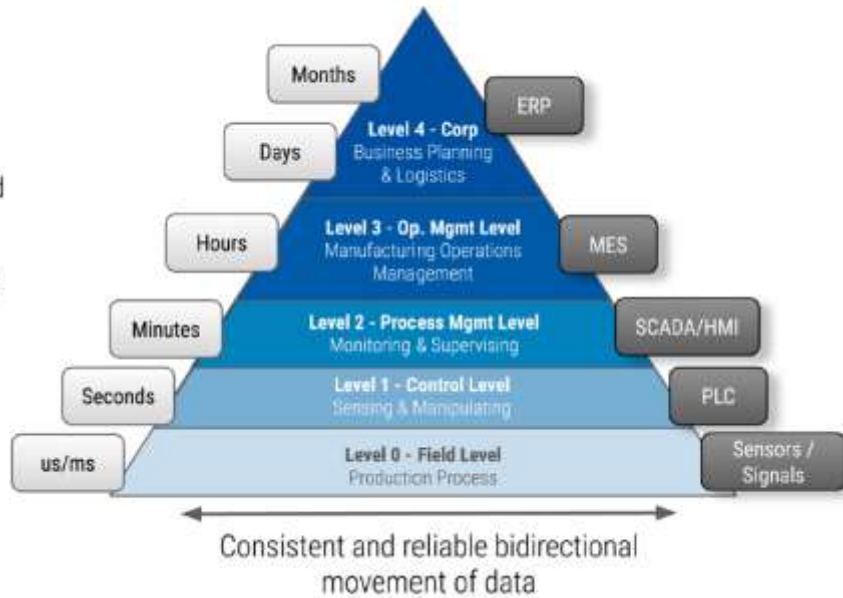 Months
ERP
Level 4 - Corp
Business Planning
& Logistics
Days
Level 3 - Op. Mgmt Level
Manufacturing Operations
Management
Hours
MES
Level 2 - Process Mgmt Level
Monitoring & Supervising
Minutes
SCADA/HMI
Level 1 - Control Level
Sensing & Manipulating
Seconds
PLC
Level 0 - Field Level
Production Process
us/ms
Sensors /
Signals
Consistent and reliable bidirectional
movement of data